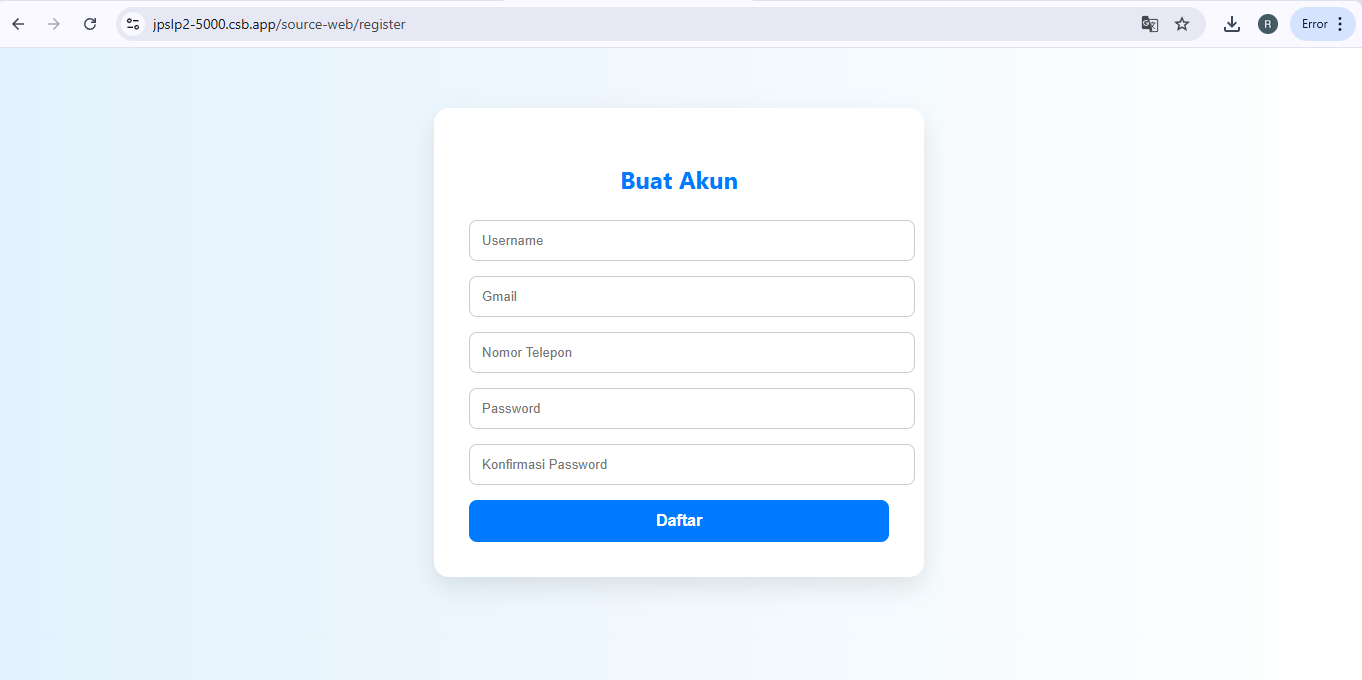 jpslp2-5000.csb.app/source-web/register
R
Error
Buat Akun
Username
Gmail
Nomor Telepon
Password
Konfirmasi Password
Daftar